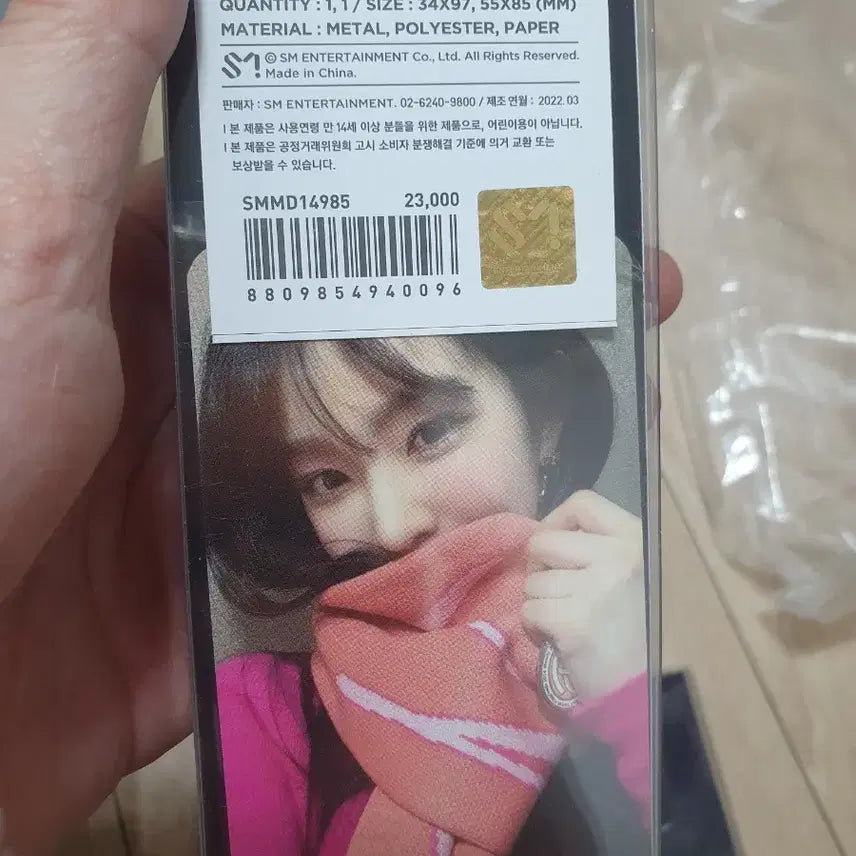 QUANTITY : 1, 1 / SIZE : 34X97, 55X85 (MM)
MATERIAL : METAL, POLYESTER, PAPER
SM! © SM ENTERTAINMENT Co., Ltd. All Rights Reserved.
Made in China.
판매자 : SM ENTERTAINMENT. 02-6240-9800 / 제조 연월 : 2022. 03
ㅣ본 제품은 사용연령 만 14세 이상 분들을 위한 제품으로, 어린이용이 아닙니다.
ㅣ본 제품은 공정거래위원회 고시 소비자 분쟁해결 기준에 의거 교환 또는
보상받을 수 있습니다.
SMMD14985 23,000
8809854940096
SM!
ENTERTAINMENT